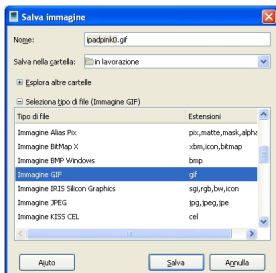 Salva immagine
Nome: ipadpink0.gif
Salva nella cartella: in lavorazione
Esplora altre cartelle
Seleziona tipo di file (Immagine GIF)
Tipo di file Estensioni
Immagine Alias Pix pix,matte,mask,alpha
Immagine BitMap X xbm,icon,bitmap
Immagine BMP Windows bmp
Immagine GIF gif
Immagine IRIS Silicon Graphics sgi,rgb,bw,icon
Immagine JPEG jpg,jpeg,jpe
Immagine KISS CEL cel
Aiuto Salva Annulla